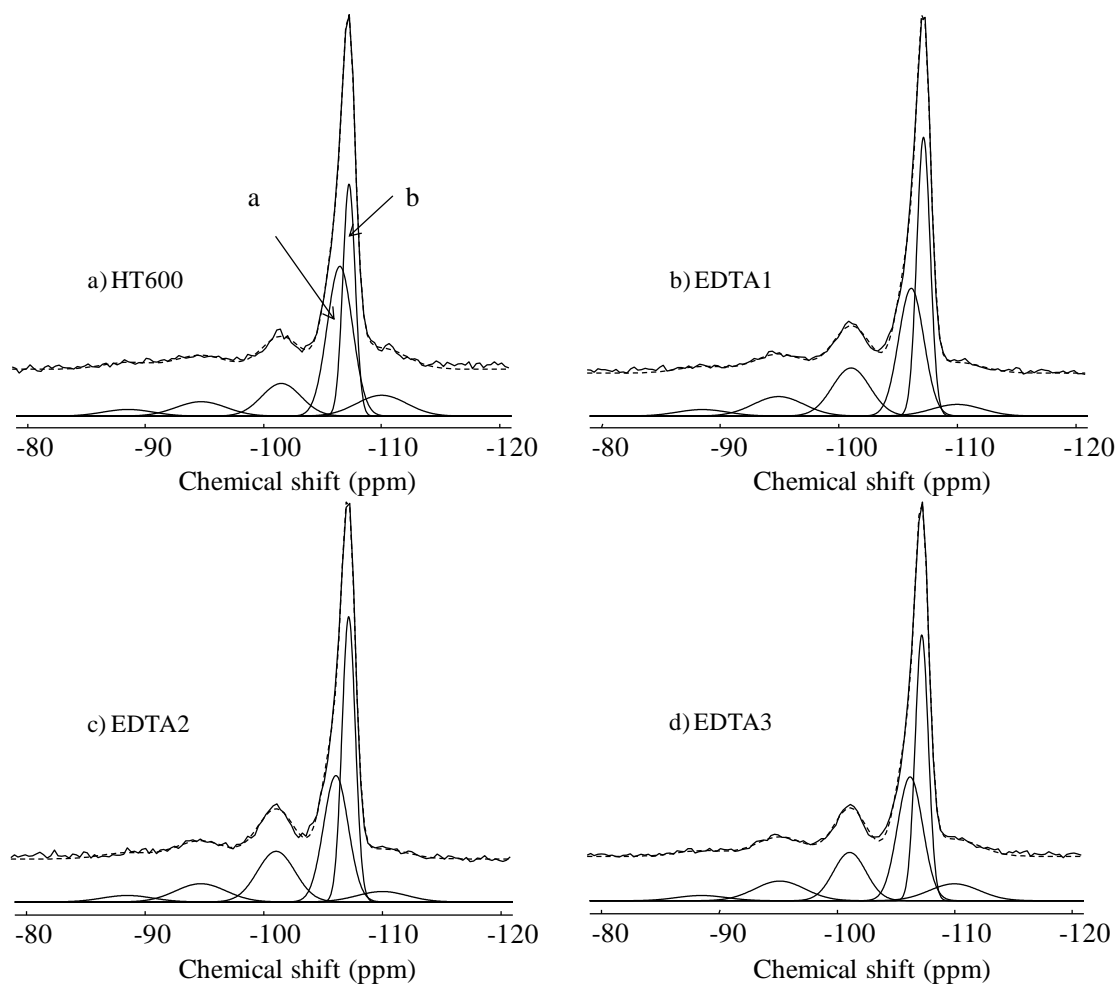 a
b
a) HT600
-80 -90 -100 -110 -120
Chemical shift (ppm)
b) EDTA1
-80 -90 -100 -110 -120
Chemical shift (ppm)
c) EDTA2
-80 -90 -100 -110 -120
Chemical shift (ppm)
d) EDTA3
-80 -90 -100 -110 -120
Chemical shift (ppm)